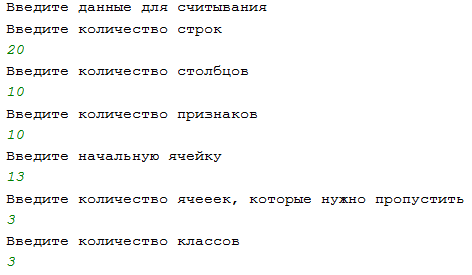 Введите данные для считывания
Введите количество строк
20
Введите количество столбцов
10
Введите количество признаков
10
Введите начальную ячейку
13
Введите количество ячееек, которые нужно пропустить
3
Введите количество классов
3